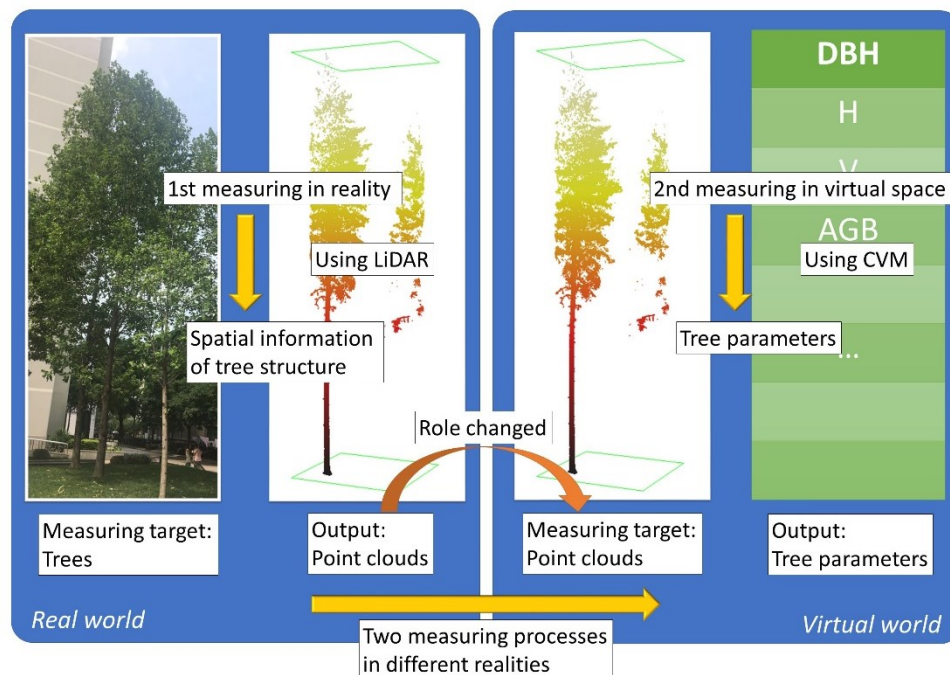 1st measuring in reality
Using LiDAR
Spatial information
of tree structure
Measuring target:
Trees
Output:
Point clouds
Real world
Role changed
DBH
H
V
AGB
...
2nd measuring in virtual space
Using CVM
Tree parameters
Measuring target:
Point clouds
Output:
Tree parameters
Virtual world
Two measuring processes
in different realities